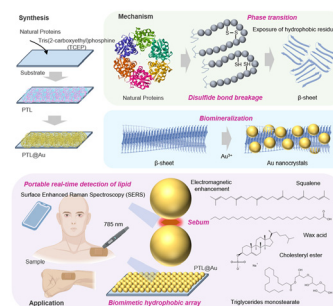 Synthesis
Natural Proteins
Tris(2-carboxyethyl)phosphine
(TCEP)
Substrate
PTL
PTL@Au
Mechanism
Phase transition
S
S
Exposure of hydrophobic residue
SH SH
Natural Proteins
Disulfide bond breakage
β-sheet
Biomineralization
Au³⁺
β-sheet
Au nanocrystals
Portable real-time detection of lipid
Surface Enhanced Raman Spectroscopy (SERS)
785 nm
Sample
Application
Electromagnetic
enhancement
Sebum
PTL@Au
Biomimetic hydrophobic array
Squalene
Wax acid
Cholesteryl ester
Triglycerides monostearate